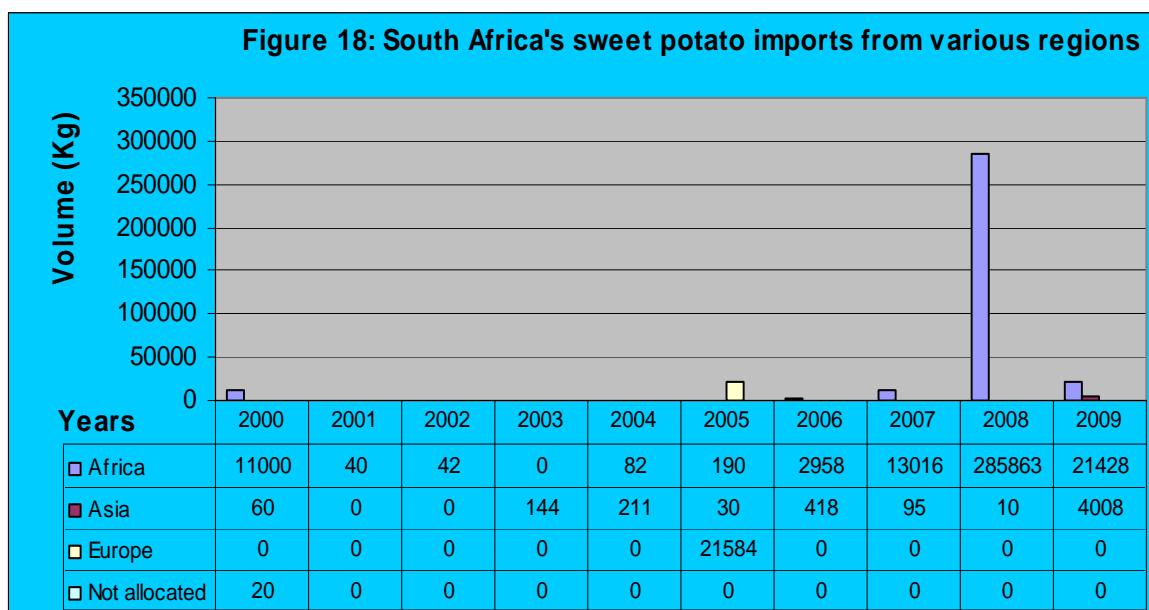 Figure 18: South Africa's sweet potato imports from various regions
Volume (Kg)
350000
300000
250000
200000
150000
100000
50000
0
Years 2000 2001 2002 2003 2004 2005 2006 2007 2008 2009
Africa 11000 40 42 0 82 190 2958 13016 285863 21428
Asia 60 0 0 144 211 30 418 95 10 4008
Europe 0 0 0 0 0 21584 0 0 0 0
Not allocated 20 0 0 0 0 0 0 0 0 0